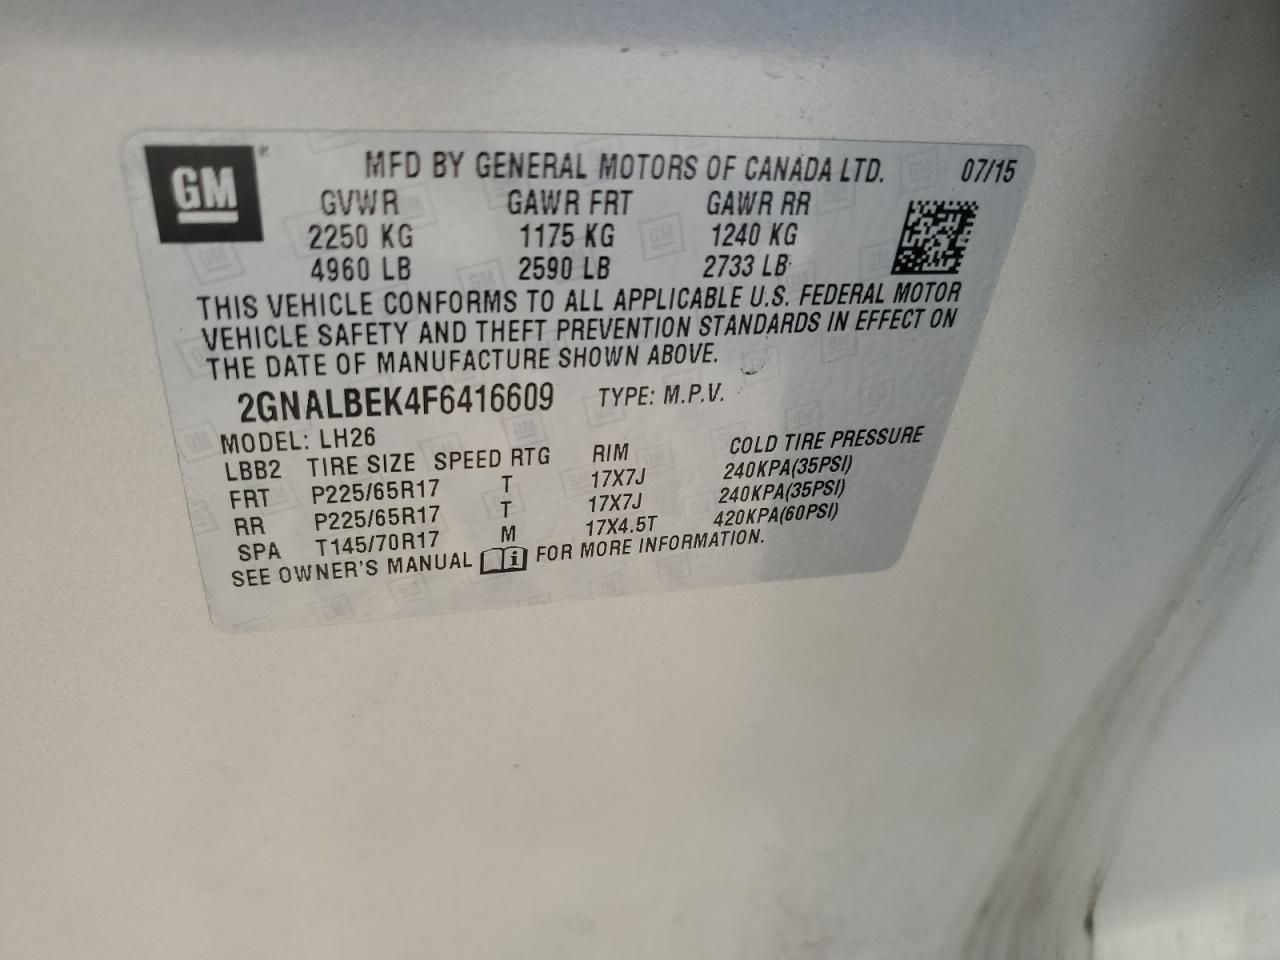 GM ® MFD BY GENERAL MOTORS OF CANADA LTD. 07/15
GVWR GAWR FRT GAWR RR
2250 KG 1175 KG 1240 KG
4960 LB 2590 LB 2733 LB
THIS VEHICLE CONFORMS TO ALL APPLICABLE U.S. FEDERAL MOTOR
VEHICLE SAFETY AND THEFT PREVENTION STANDARDS IN EFFECT ON
THE DATE OF MANUFACTURE SHOWN ABOVE.
2GNALBEK4F6416609 TYPE: M.P.V.
MODEL: LH26
LBB2 TIRE SIZE SPEED RTG RIM COLD TIRE PRESSURE
FRT P225/65R17 T 17X7J 240KPA(35PSI)
RR P225/65R17 T 17X7J 240KPA(35PSI)
SPA T145/70R17 M 17X4.5T 420KPA(60PSI)
SEE OWNER'S MANUAL i FOR MORE INFORMATION.